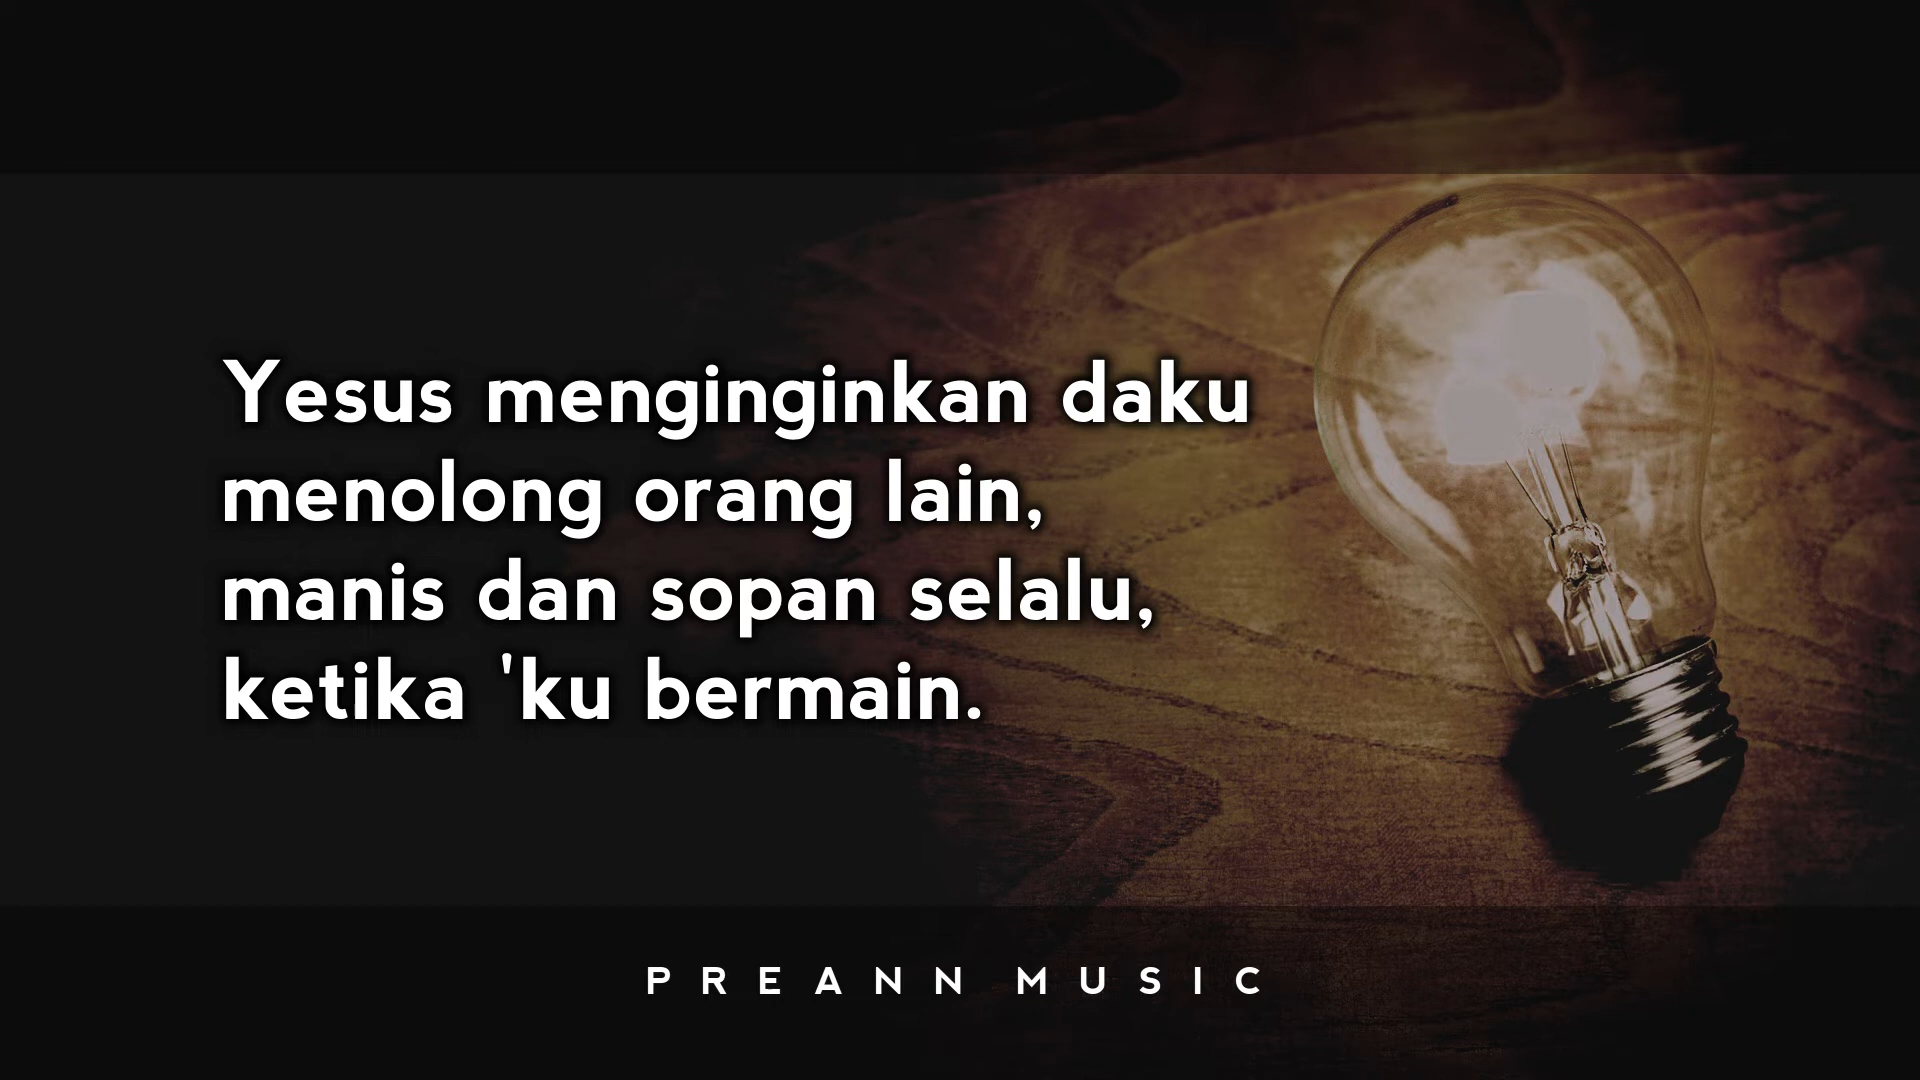 Yesus menginginkan daku
menolong orang lain,
manis dan sopan selalu,
ketika 'ku bermain.
PREANN MUSIC